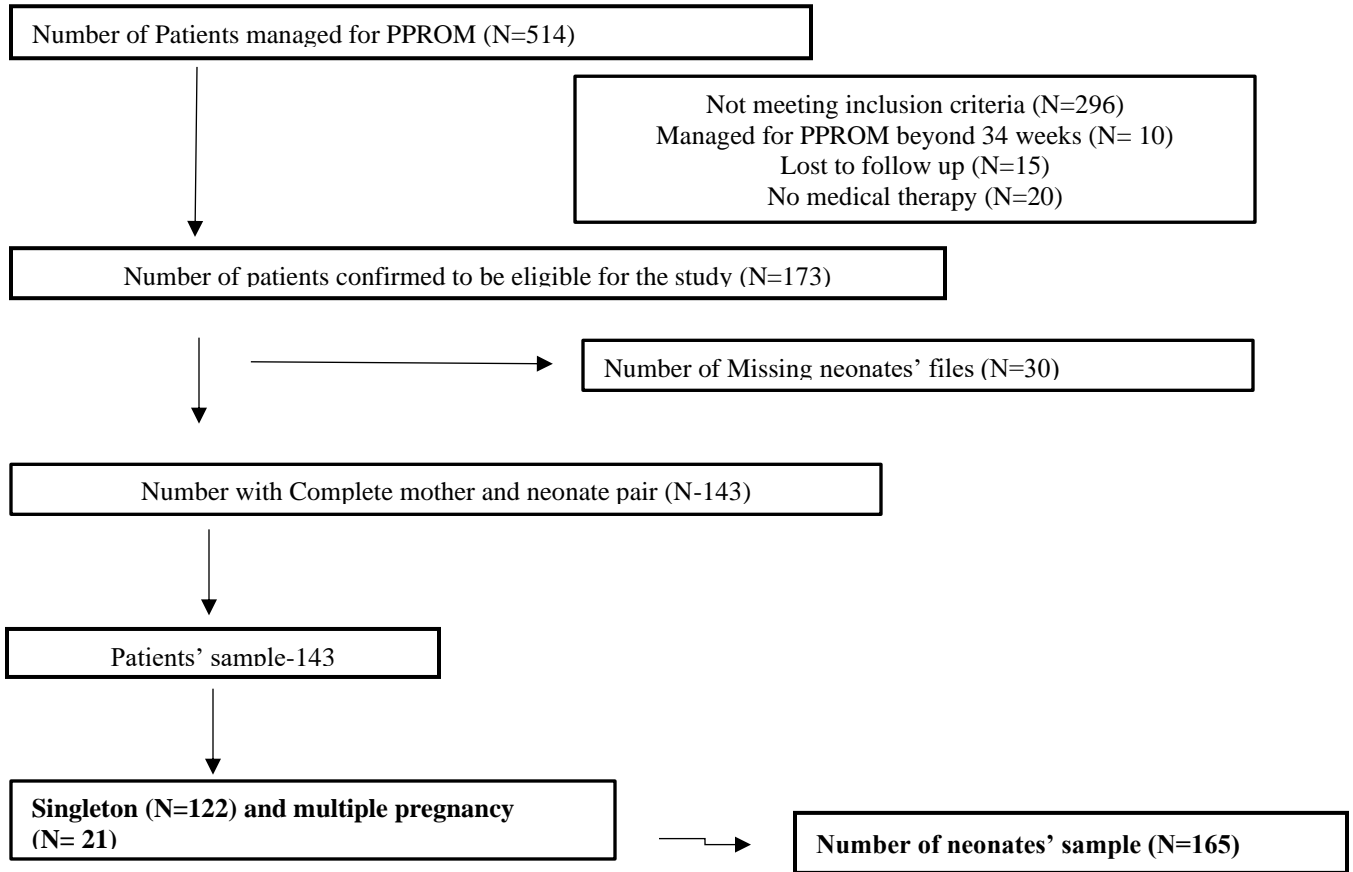 Number of Patients managed for PPROM (N=514)
Not meeting inclusion criteria (N=296)
Managed for PPROM beyond 34 weeks (N= 10)
Lost to follow up (N=15)
No medical therapy (N=20)
Number of patients confirmed to be eligible for the study (N=173)
Number of Missing neonates’ files (N=30)
Number with Complete mother and neonate pair (N-143)
Patients’ sample-143
Singleton (N=122) and multiple pregnancy
(N= 21)
Number of neonates’ sample (N=165)